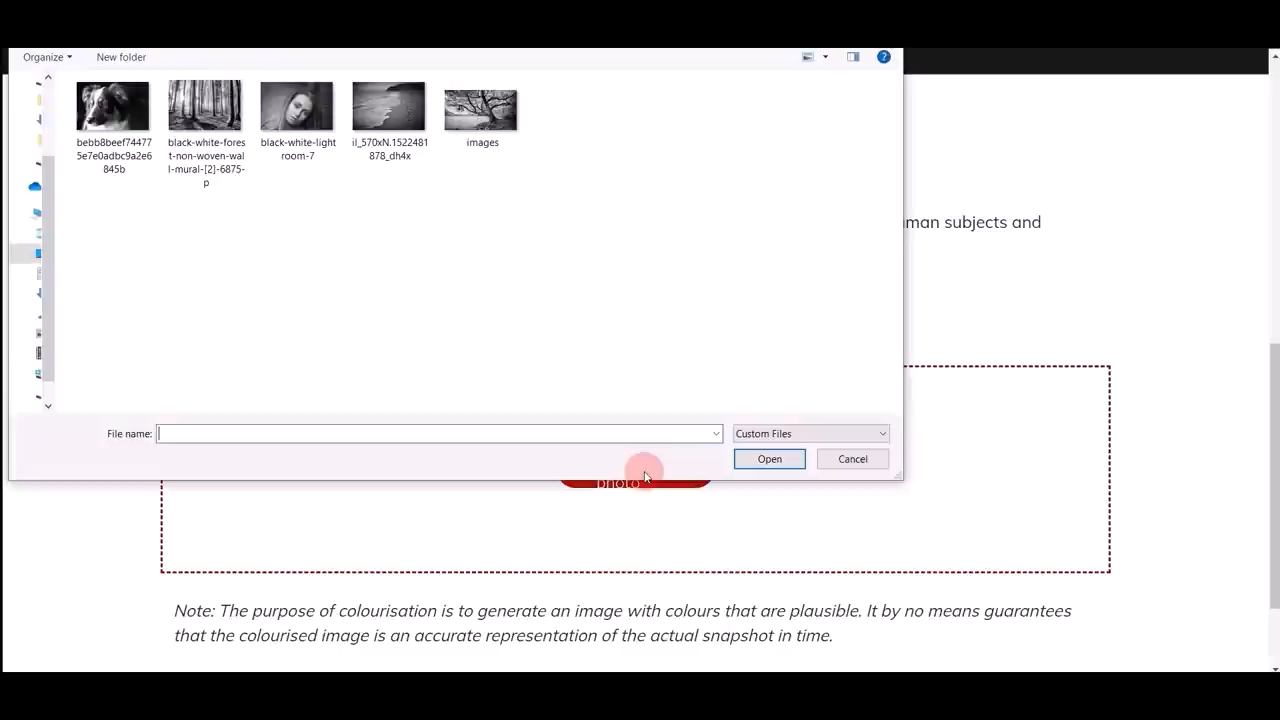 Organize
New folder
bebb8beef74477
5e7e0adbc9a2e6
845b
black-white-fores
t-non-woven-wal
l-mural-[2]-6875-
p
black-white-light
room-7
il_570xN.1522481
878_dh4x
images
man subjects and
File name:
Custom Files
Open
Cancel
photo
Note: The purpose of colourisation is to generate an image with colours that are plausible. It by no means guarantees
that the colourised image is an accurate representation of the actual snapshot in time.